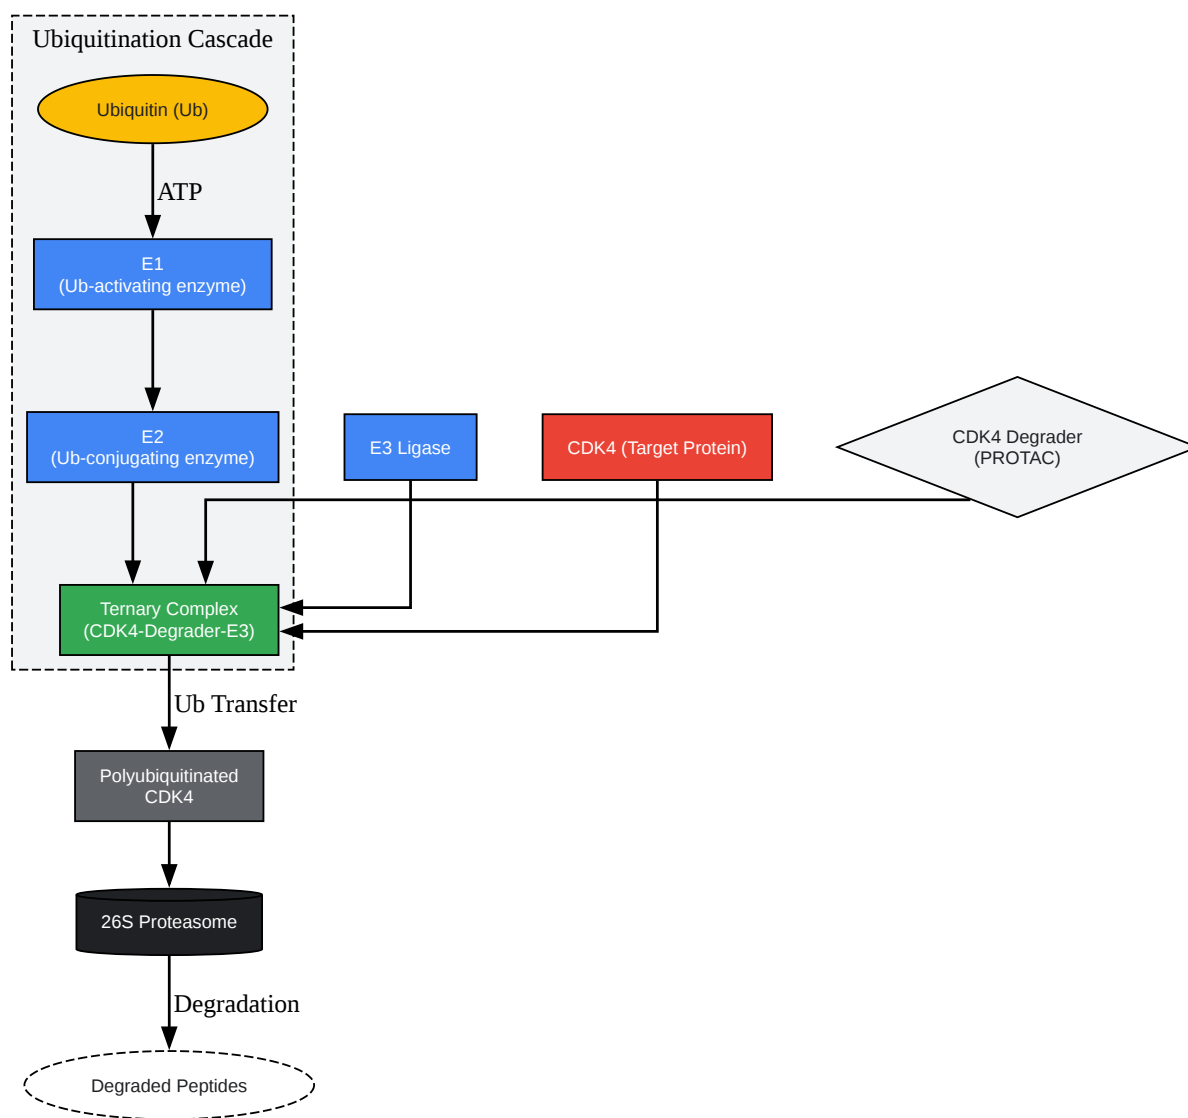 Ubiquitination Cascade
Ubiquitin (Ub)
ATP
E1
(Ub-activating enzyme)
E2
(Ub-conjugating enzyme)
E3 Ligase
CDK4 (Target Protein)
CDK4 Degrader
(PROTAC)
Ternary Complex
(CDK4-Degrader-E3)
Ub Transfer
Polyubiquitinated
CDK4
26S Proteasome
Degradation
Degraded Peptides